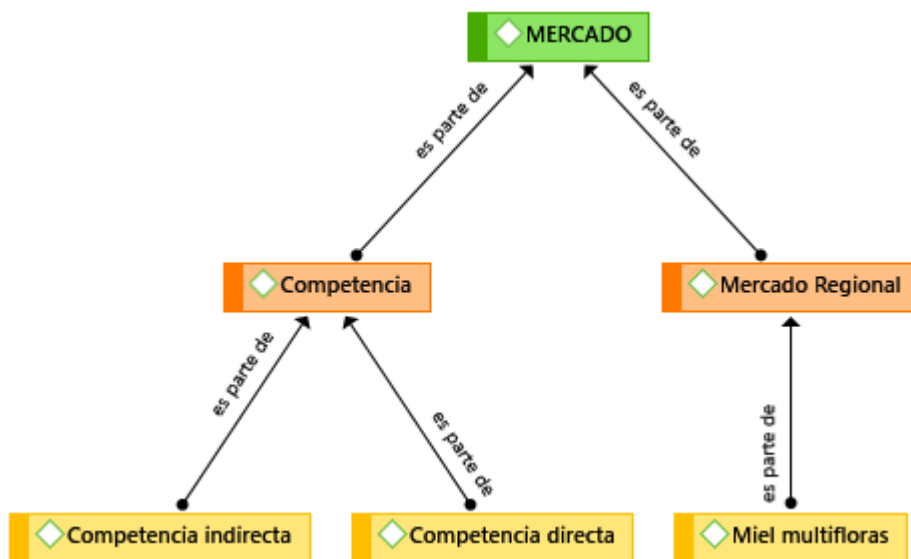 MERCADO
es parte de
es parte de
Competencia
Mercado Regional
es parte de
es parte de
es parte de
Competencia indirecta
Competencia directa
Miel multifloras